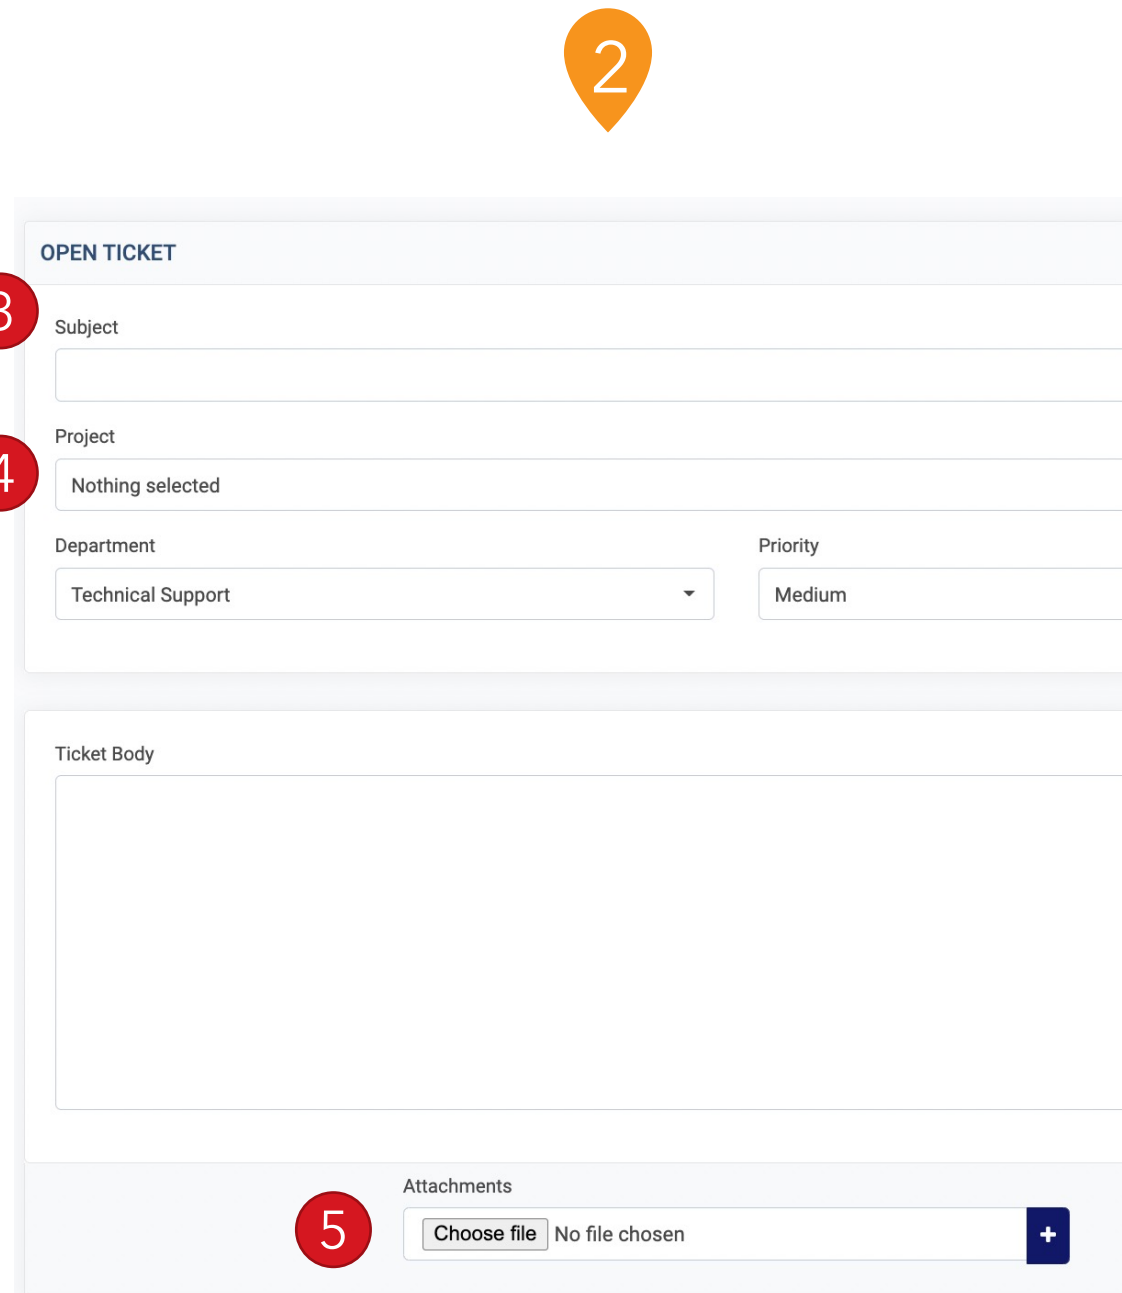 2
OPEN TICKET
3
Subject
Project
4
Nothing selected
Department Priority
Technical Support Medium
Ticket Body
Attachments
5
Choose file No file chosen
+